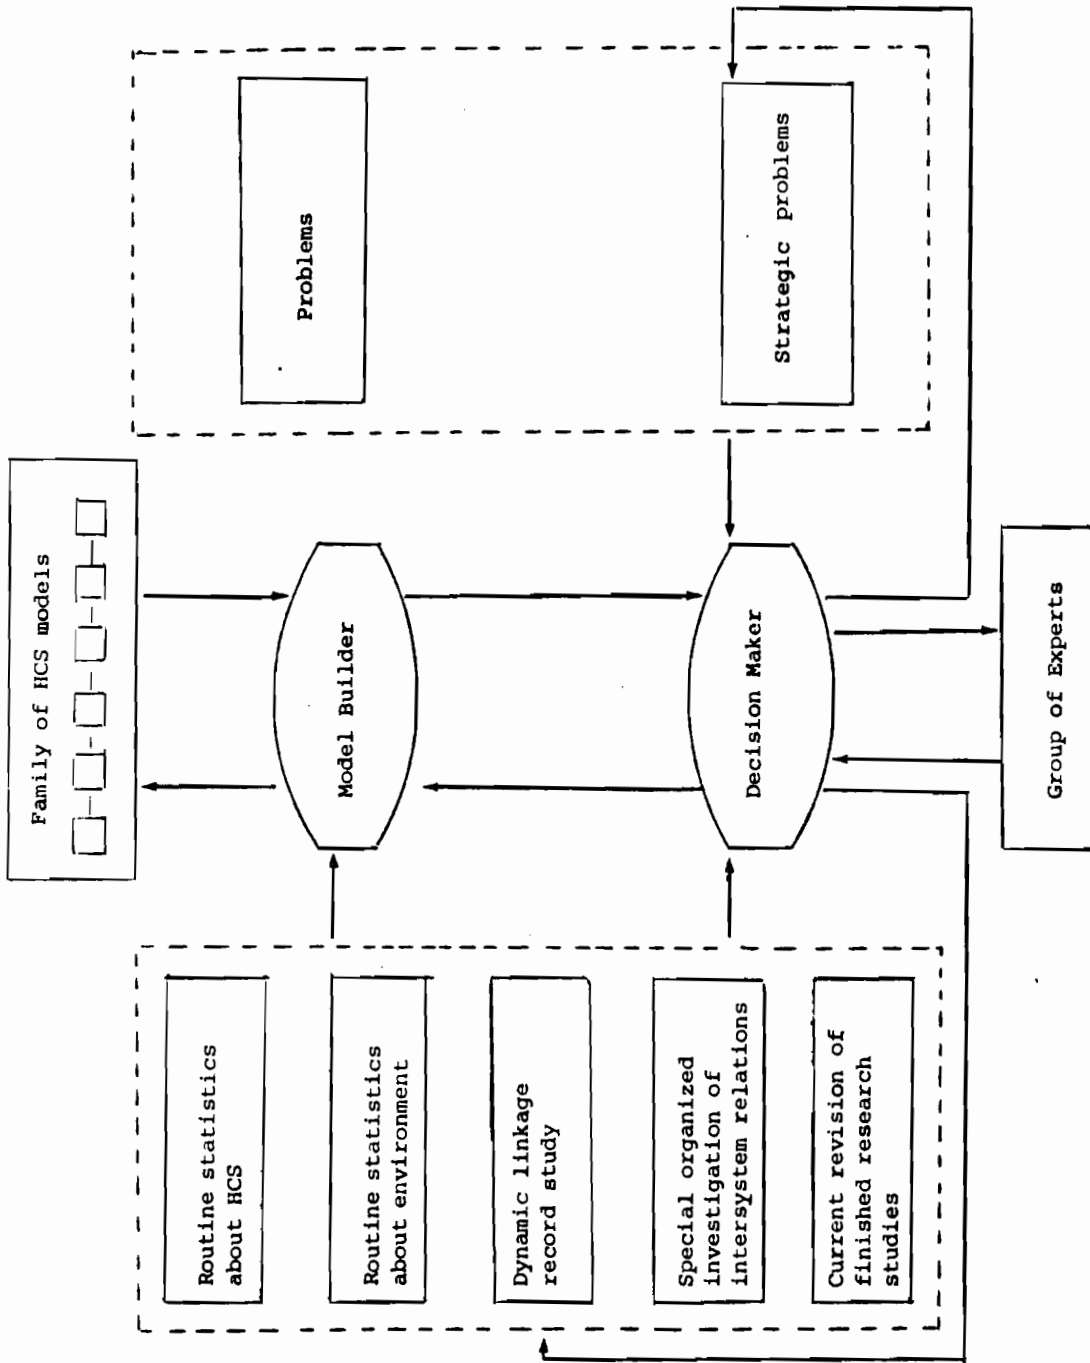 Family of HCS models
Routine statistics
about HCS
Routine statistics
about environment
Dynamic linkage
record study
Special organized
investigation of
intersystem relations
Current revision of
finished research
studies
Model Builder
Decision Maker
Problems
Strategic problems
Group of Experts